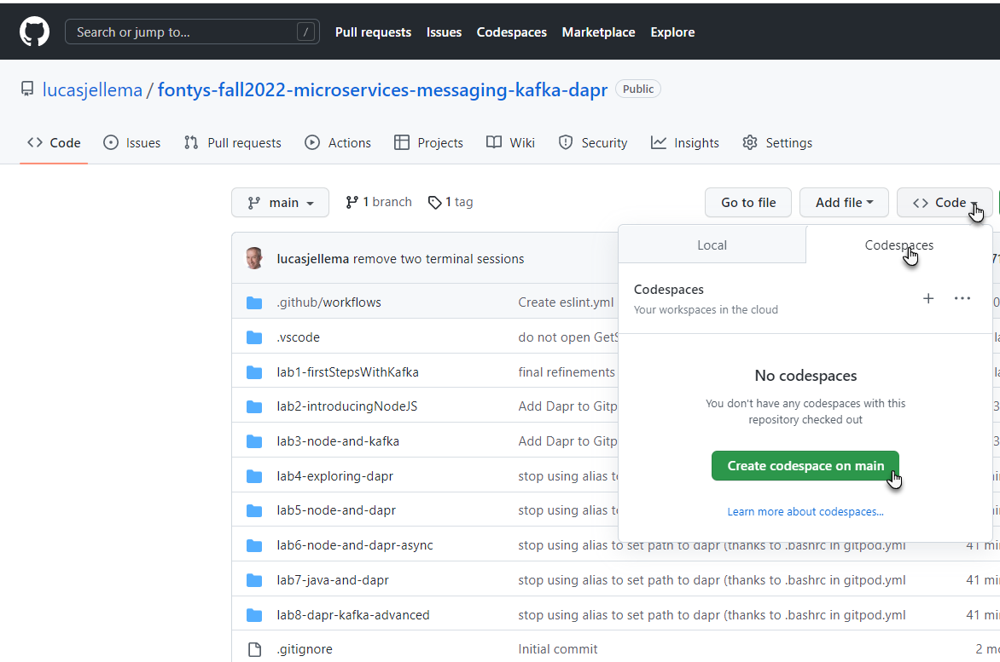 Search or jump to... / Pull requests Issues Codespaces Marketplace Explore
lucasjellema / fontys-fall2022-microservices-messaging-kafka-dapr Public
Code Issues Pull requests Actions Projects Wiki Security Insights Settings
main 1 branch 1 tag Go to file Add file Code
Local Codespaces
lucasjellema remove two terminal sessions
Codespaces
Your workspaces in the cloud
.github/workflows Create eslint.yml
.vscode do not open
lab1-firstStepsWithKafka final refinements
No codespaces
You don't have any codespaces with this
repository checked out
lab2-introducingNodeJS Add Dapr to Gitp
lab3-node-and-kafka Add Dapr to Gitp
Create codespace on main
lab4-exploring-dapr stop using alias
lab5-node-and-dapr stop using alias
Learn more about codespaces...
lab6-node-and-dapr-async stop using alias to set path to dapr (thanks to .bashrc in gitpod.yml 41
lab7-java-and-dapr stop using alias to set path to dapr (thanks to .bashrc in gitpod.yml 41
lab8-dapr-kafka-advanced stop using alias to set path to dapr (thanks to .bashrc in gitpod.yml 41
.gitignore Initial commit 2